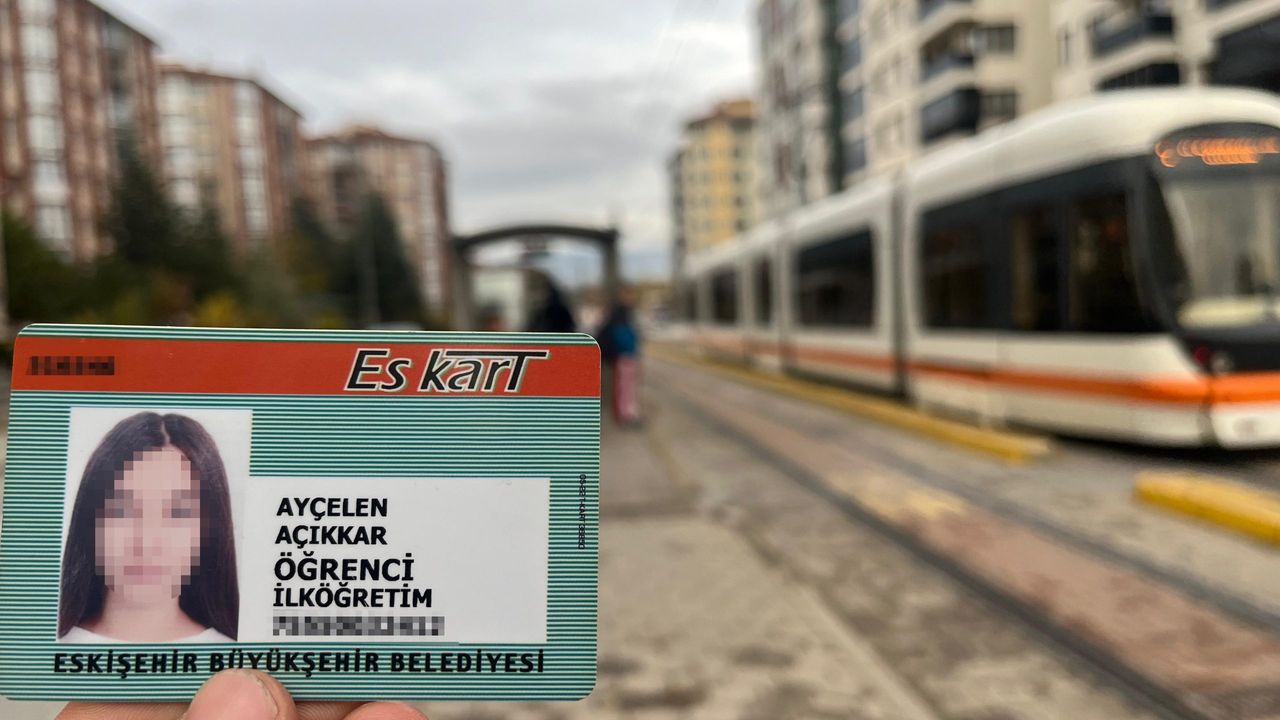 Es karT
AYÇELEN
AÇIKKAR
ÖĞRENCİ
İLKÖĞRETİM
ESKİŞEHİR BÜYÜKŞEHİR BELEDİYESİ